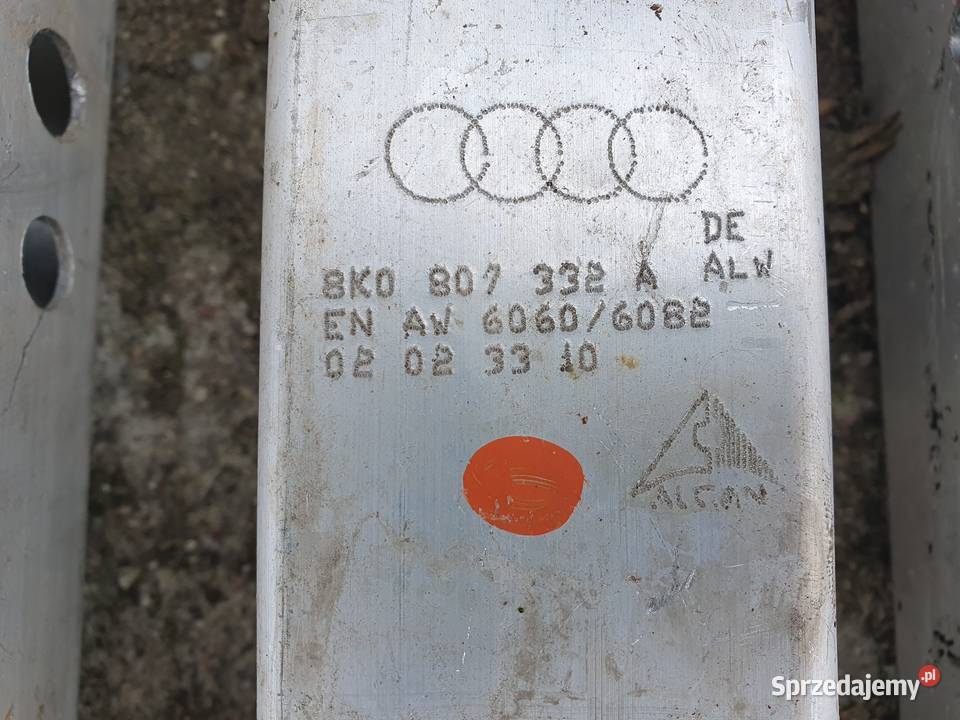 DE
8K0 807 332 A ALW
EN AW 6060/6082
02 02 33 10
ALCAN
Sprzedajemy.pl